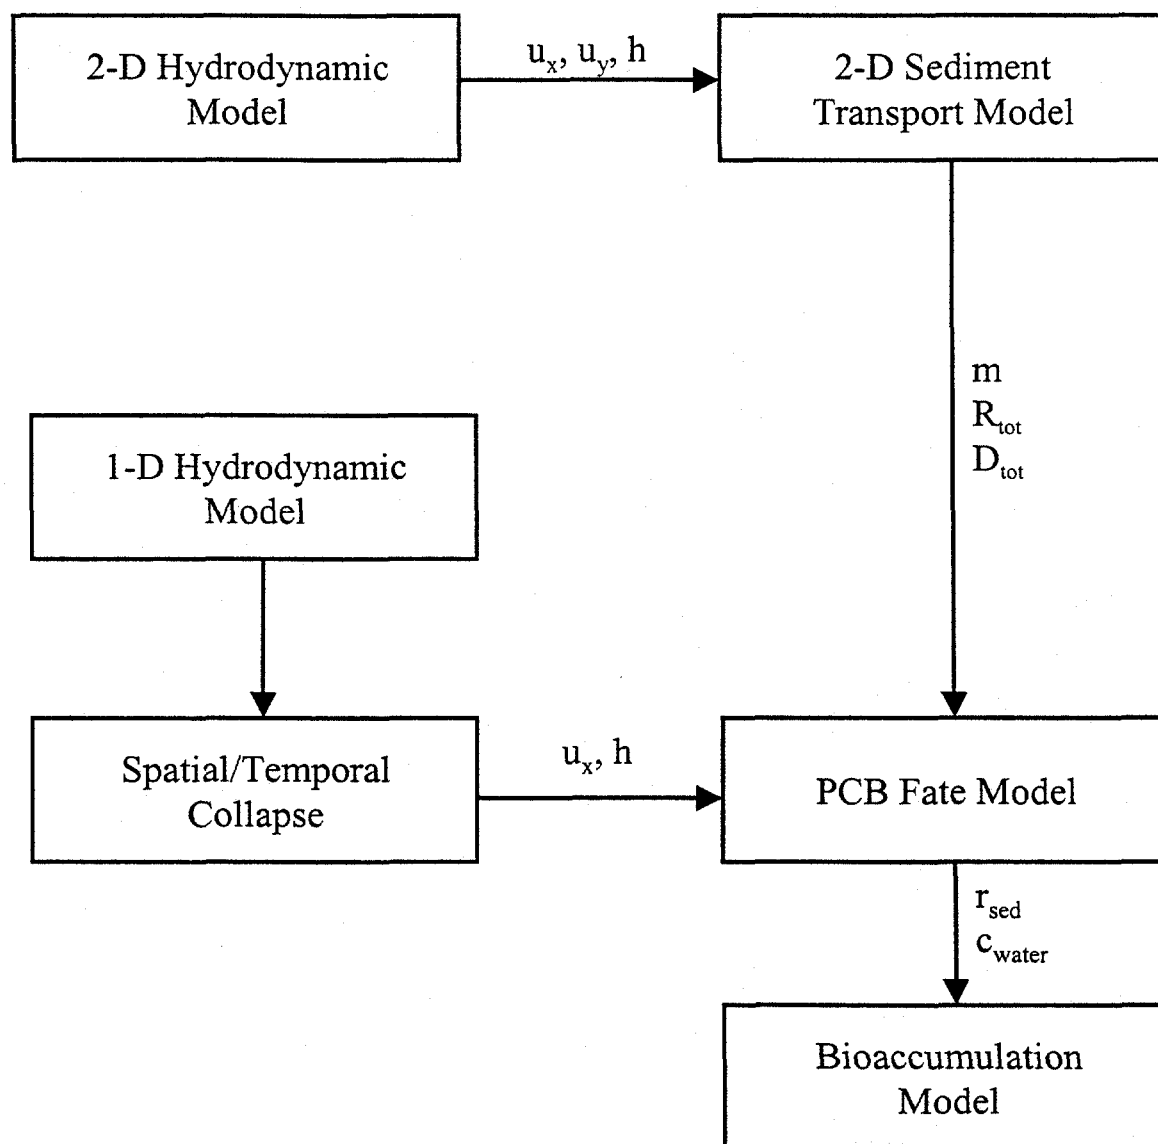 2-D Hydrodynamic
Model
u_x, u_y, h
2-D Sediment
Transport Model
m
R_tot
D_tot
1-D Hydrodynamic
Model
Spatial/Temporal
Collapse
u_x, h
PCB Fate Model
r_sed
c_water
Bioaccumulation
Model